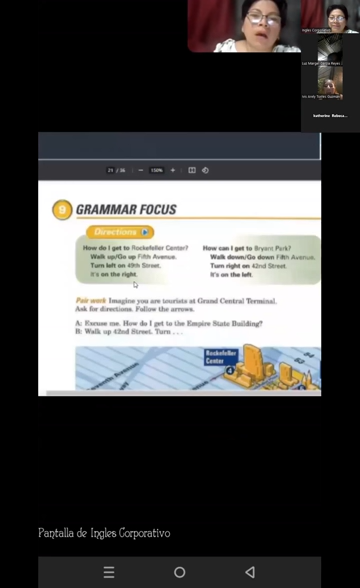 Ingles Corporativo
21 / 36 − 130% +
9 GRAMMAR FOCUS
Directions
How do I get to Rockefeller Center?
Walk up/Go up Fifth Avenue.
Turn left on 49th Street.
It's on the right.
How can I get to Bryant Park?
Walk down/Go down Fifth Avenue.
Turn right on 42nd Street.
It's on the left.
Pair work Imagine you are tourists at Grand Central Terminal.
Ask for directions. Follow the arrows.
A: Excuse me. How do I get to the Empire State Building?
B: Walk up 42nd Street. Turn . . .
Rockefeller
Center
4
Pantalla de Ingles Corporativo